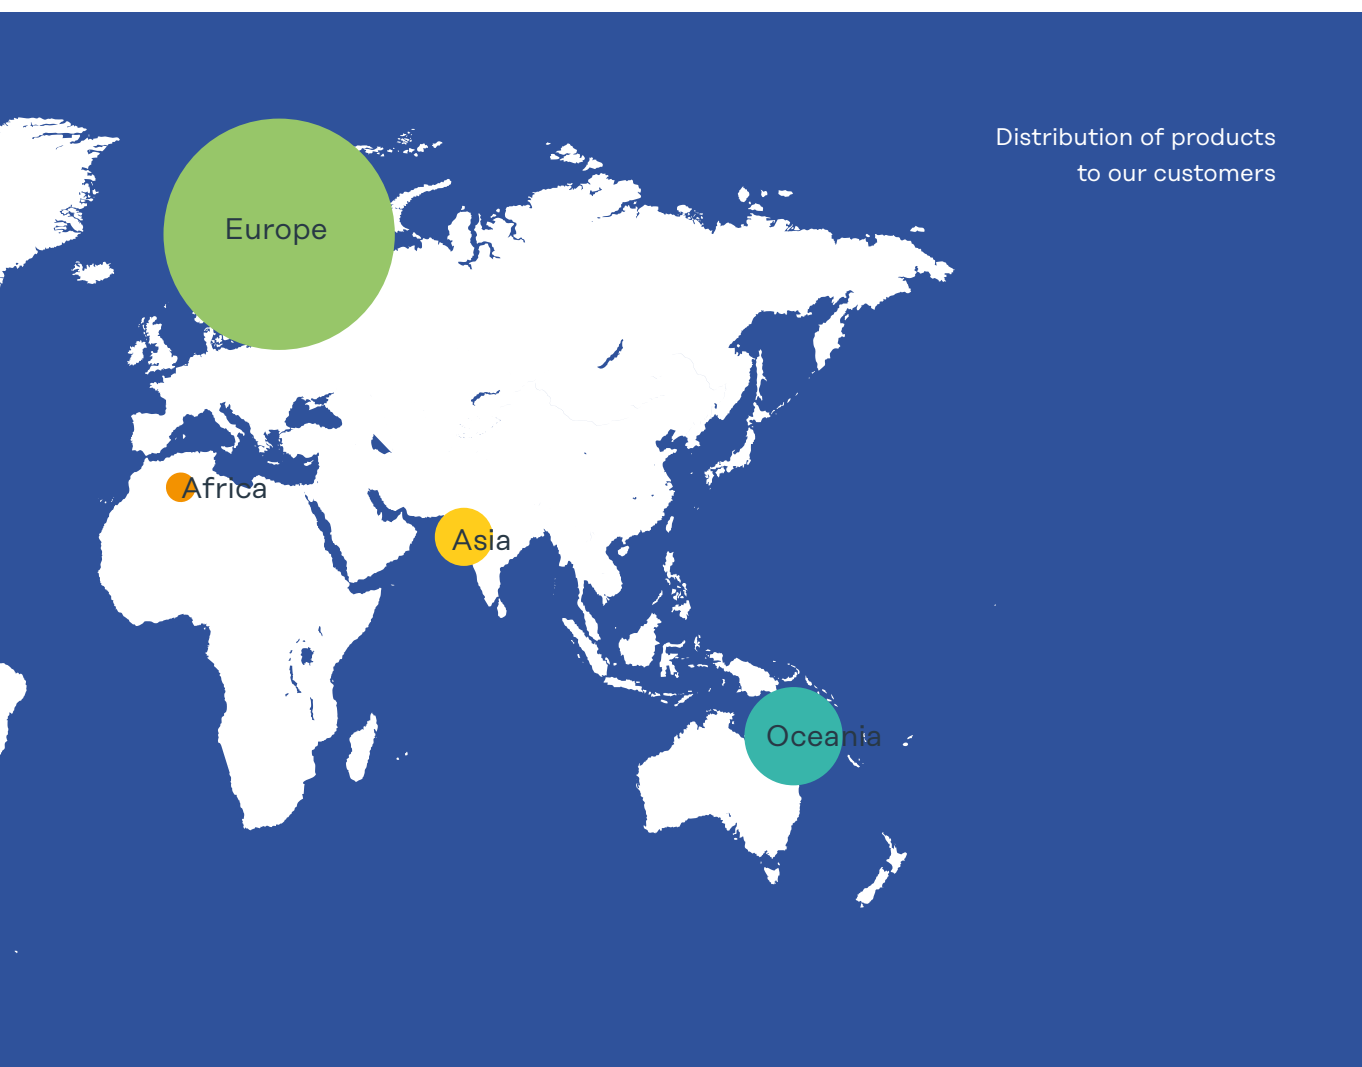 Distribution of products
to our customers
Europe
Africa
Asia
Oceania